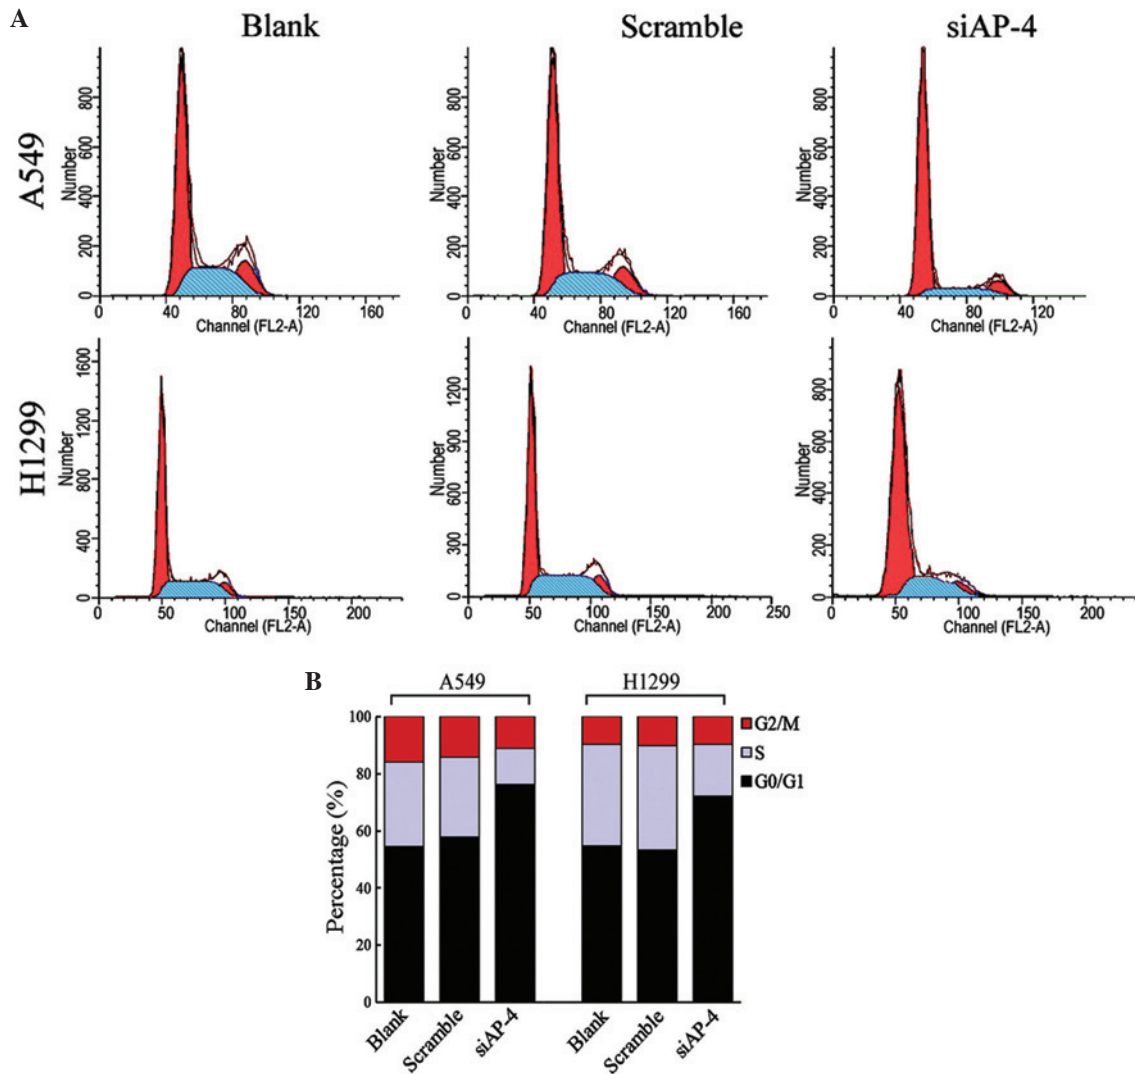 A
Blank Scramble siAP-4
A549
Number
800
600
400
200
0
0 40 80 120 160
Channel (FL2-A)
Number
800
600
400
200
0
0 40 80 120 160
Channel (FL2-A)
Number
800
600
400
200
0
0 40 80 120
Channel (FL2-A)
H1299
Number
1600
1200
800
400
0
0 50 100 150 200
Channel (FL2-A)
Number
1200
900
600
300
0
0 50 100 150 200 250
Channel (FL2-A)
Number
800
600
400
200
0
0 50 100 150 200
Channel (FL2-A)
B
A549 H1299
Percentage (%)
100
80
60
40
20
0
G2/M
S
G0/G1
Blank Scramble siAP-4 Blank Scramble siAP-4